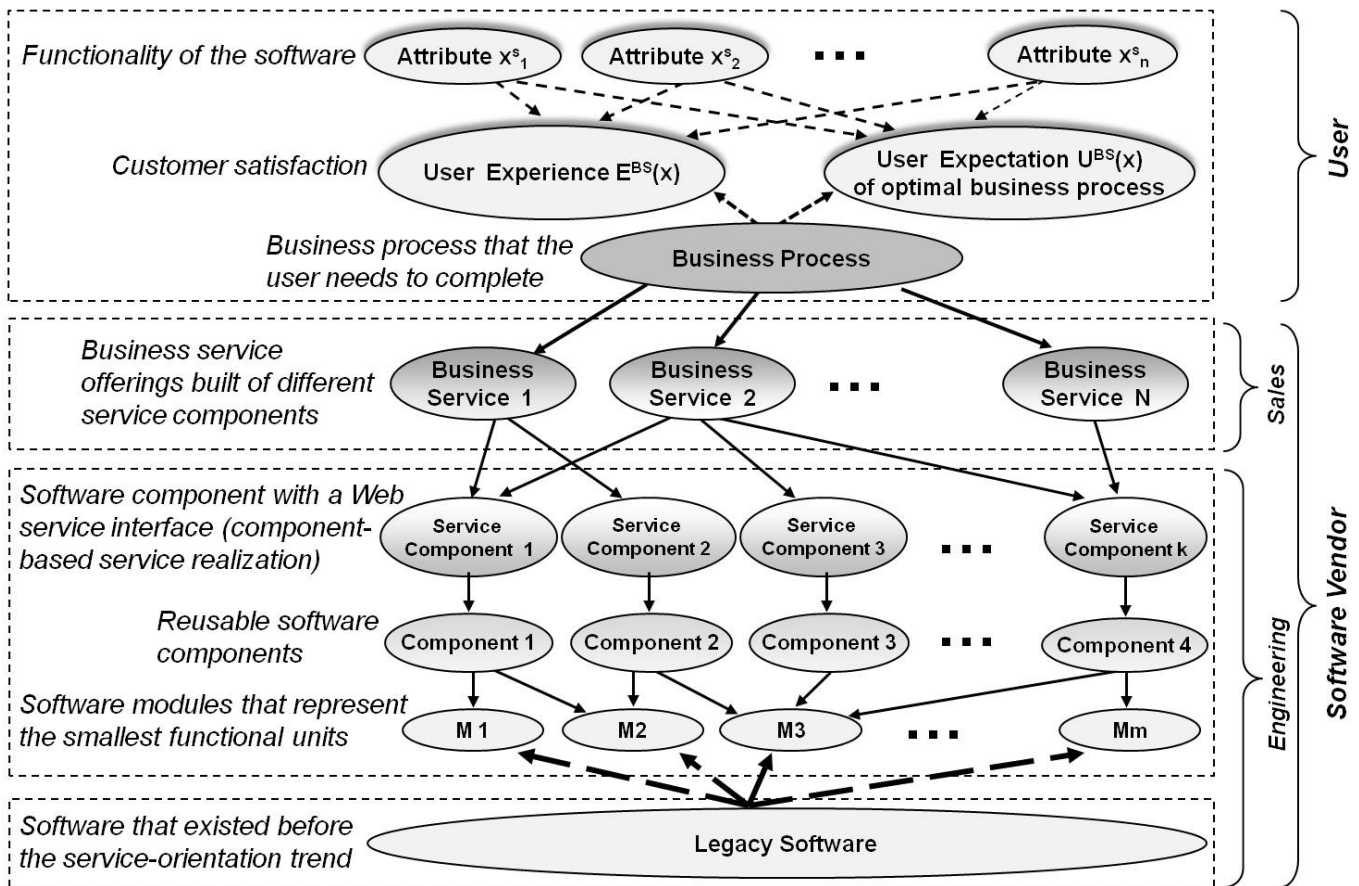 Functionality of the software
Attribute xˢ₁
Attribute xˢ₂
...
Attribute xˢₙ
Customer satisfaction
User Experience Eᴮˢ(x)
User Expectation Uᴮˢ(x)
of optimal business process
Business process that the
user needs to complete
Business Process
User
Business service
offerings built of different
service components
Business
Service 1
Business
Service 2
...
Business
Service N
Sales
Software component with a Web
service interface (component-
based service realization)
Service
Component 1
Service
Component 2
Service
Component 3
...
Service
Component k
Reusable software
components
Component 1
Component 2
Component 3
...
Component 4
Software modules that represent
the smallest functional units
M 1
M2
M3
...
Mm
Engineering
Software Vendor
Software that existed before
the service-orientation trend
Legacy Software